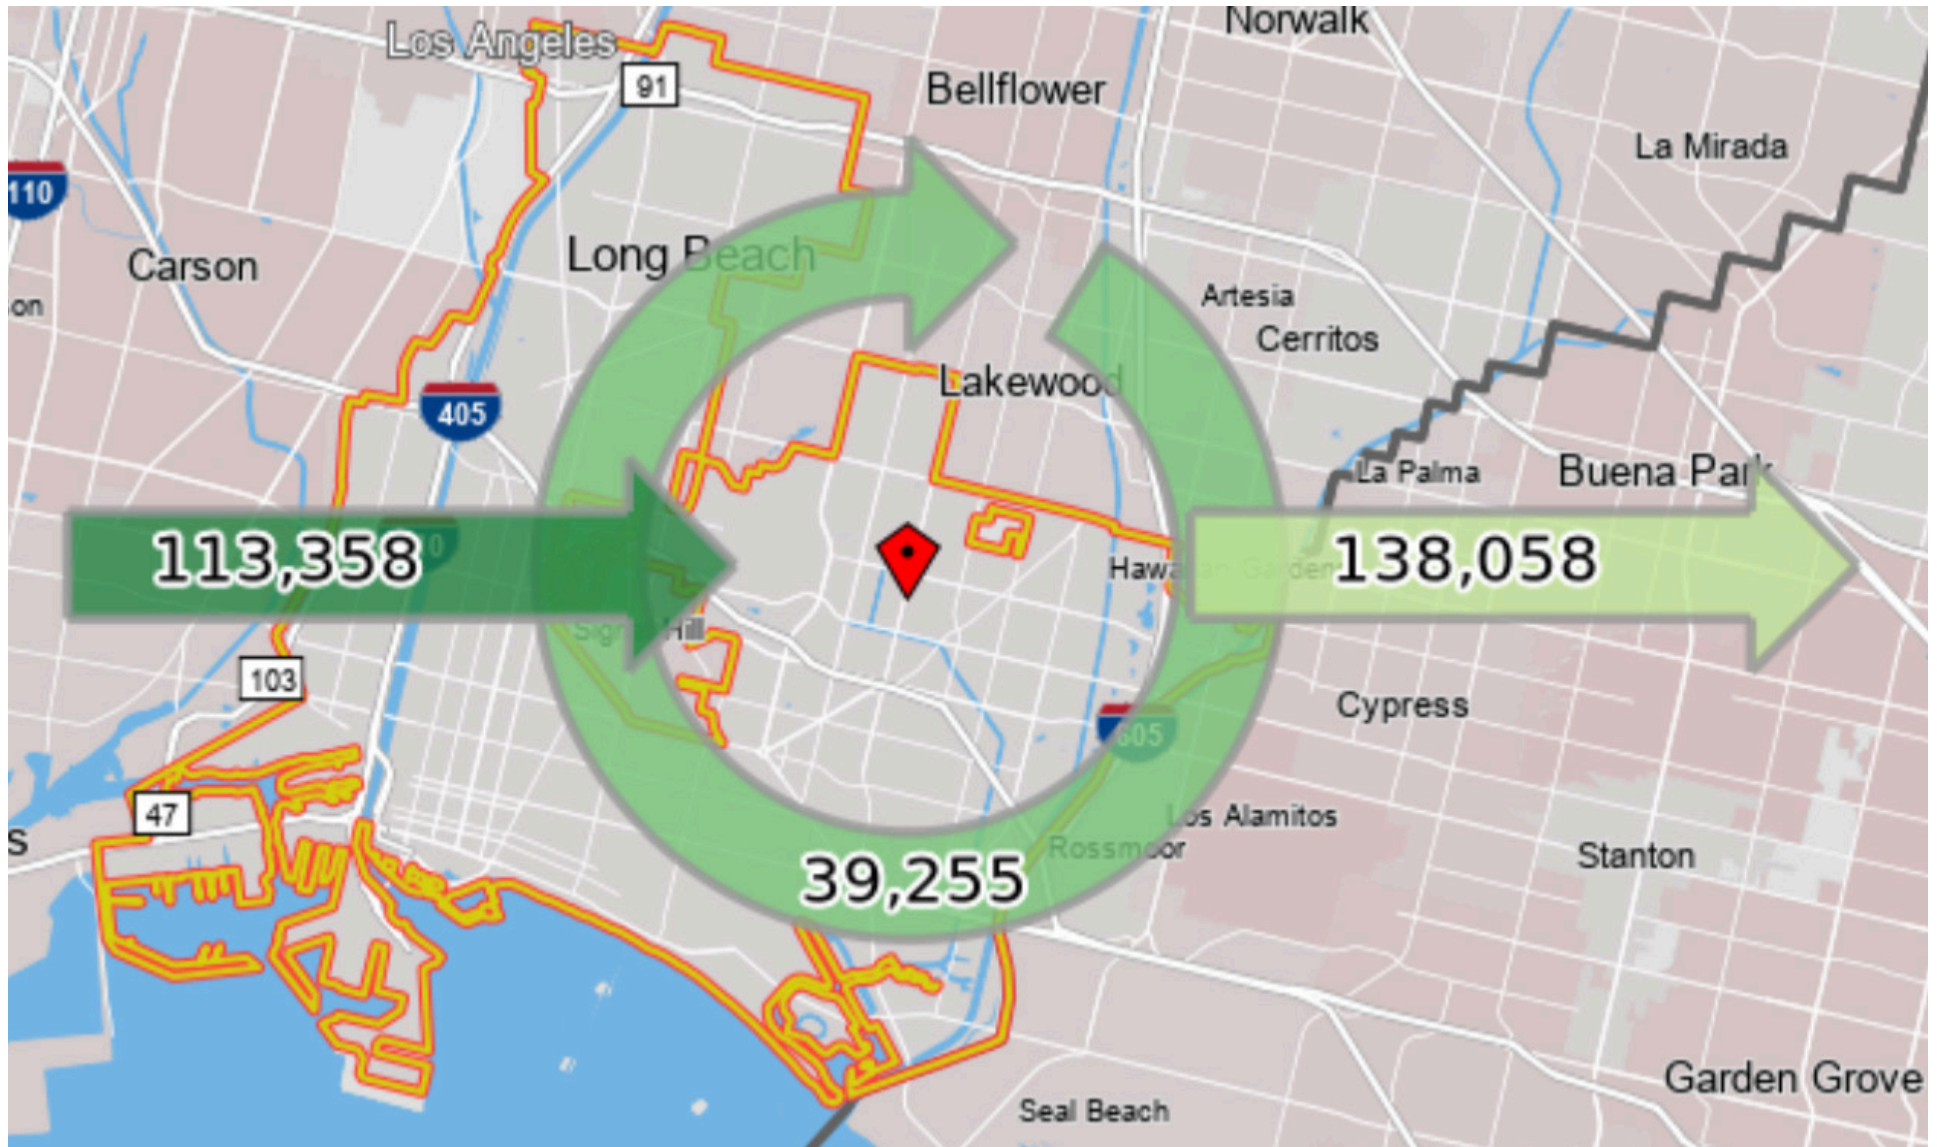 Norwalk
Los Angeles
91
Bellflower
La Mirada
110
Long Beach
Carson
Artesia
on
Cerritos
Lakewood
405
La Palma
Buena Park
113,358
138,058
Signal Hill
103
Cypress
605
47
Los Alamitos
S
Rossmoor
Stanton
39,255
Garden Grove
Seal Beach